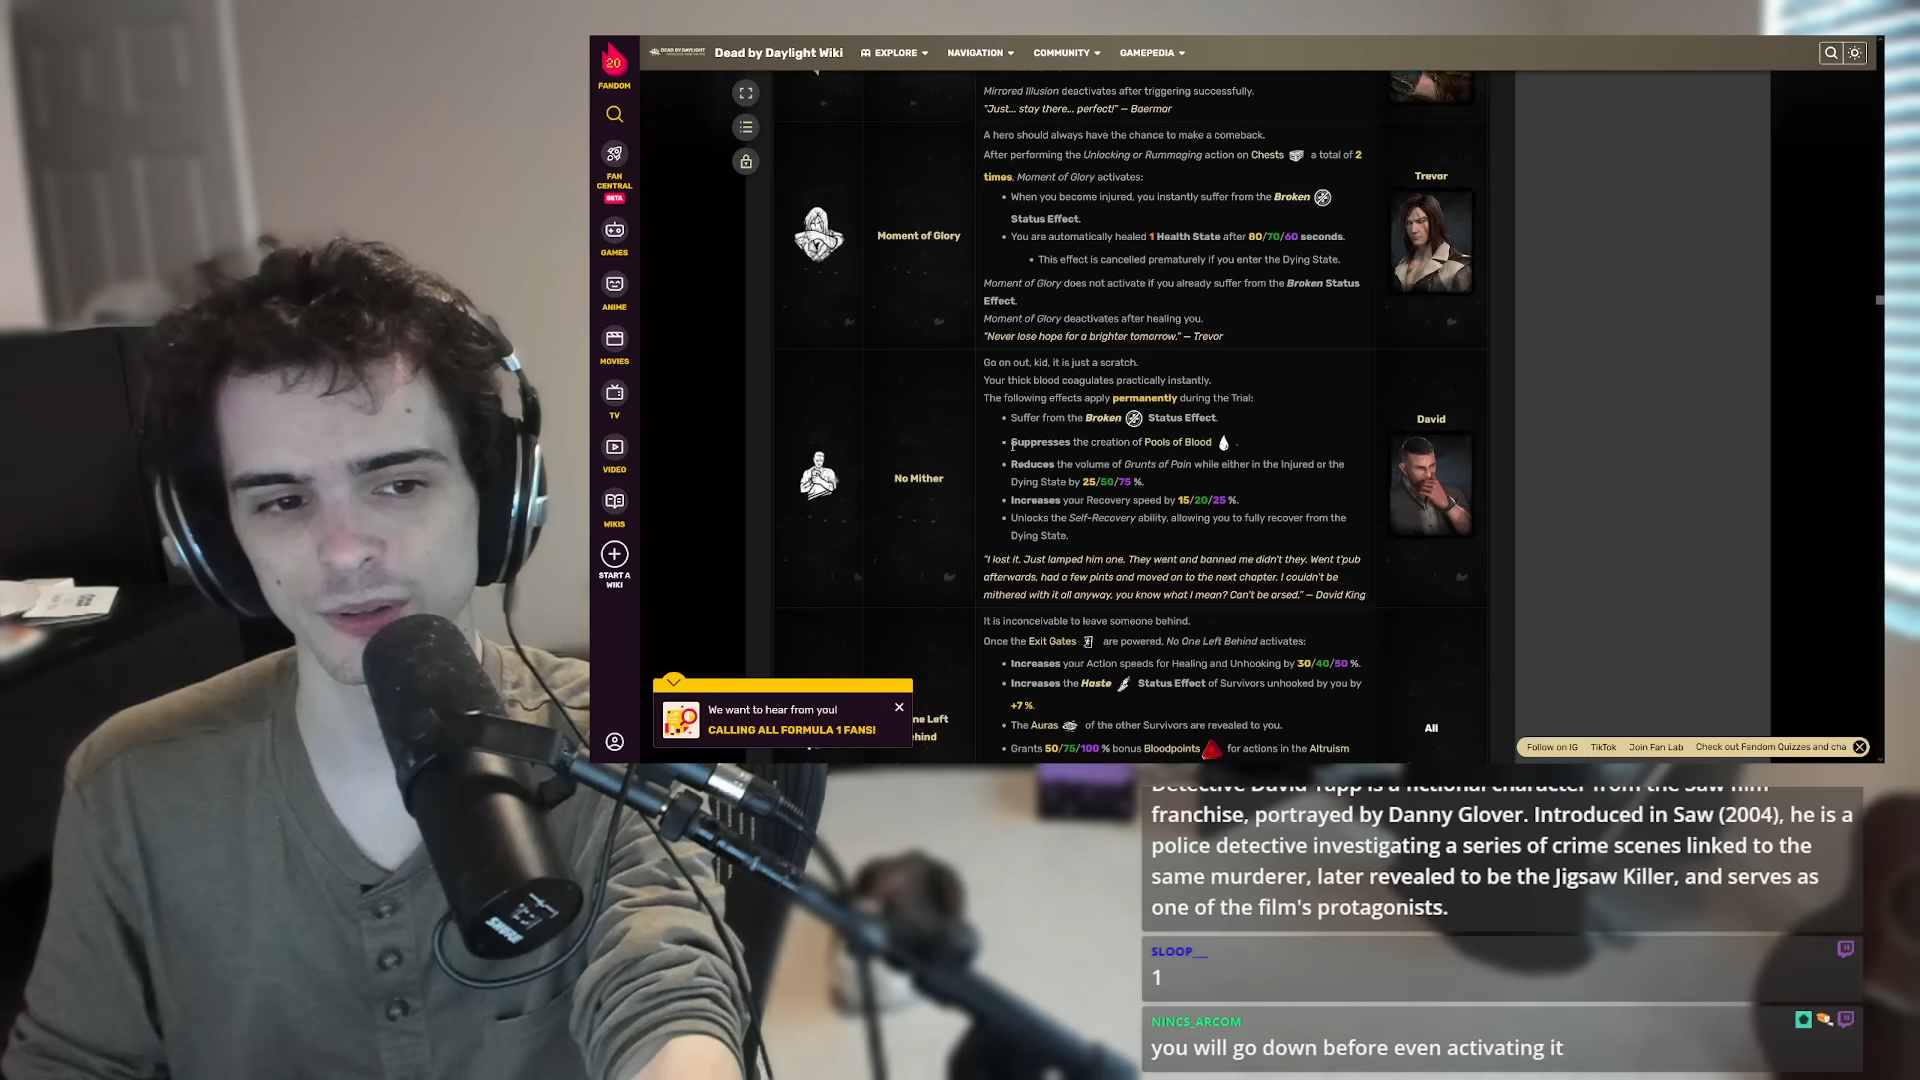 20
FANDOM
FAN
CENTRAL
BETA
GAMES
ANIME
MOVIES
TV
VIDEO
WIKIS
START A
WIKI
DEAD BY DAYLIGHT
Dead by Daylight Wiki
EXPLORE
NAVIGATION
COMMUNITY
GAMEPEDIA
Mirrored Illusion deactivates after triggering successfully.
"Just... stay there... perfect!" — Baermar
Moment of Glory
A hero should always have the chance to make a comeback.
After performing the Unlocking or Rummaging action on Chests a total of 2
times, Moment of Glory activates:
• When you become injured, you instantly suffer from the Broken
Status Effect.
• You are automatically healed 1 Health State after 80/70/60 seconds.
• This effect is cancelled prematurely if you enter the Dying State.
Moment of Glory does not activate if you already suffer from the Broken Status
Effect.
Moment of Glory deactivates after healing you.
"Never lose hope for a brighter tomorrow." — Trevor
Trevor
No Mither
Go on out, kid, it is just a scratch.
Your thick blood coagulates practically instantly.
The following effects apply permanently during the Trial:
• Suffer from the Broken Status Effect.
• Suppresses the creation of Pools of Blood .
• Reduces the volume of Grunts of Pain while either in the Injured or the
Dying State by 25/50/75 %.
• Increases your Recovery speed by 15/20/25 %.
• Unlocks the Self-Recovery ability, allowing you to fully recover from the
Dying State.
"I lost it. Just lamped him one. They went and banned me didn't they. Went t'pub
afterwards, had a few pints and moved on to the next chapter. I couldn't be
mithered with it all anyway, you know what I mean? Can't be arsed." — David King
David
ne Left
hind
It is inconceivable to leave someone behind.
Once the Exit Gates are powered, No One Left Behind activates:
• Increases your Action speeds for Healing and Unhooking by 30/40/50 %.
• Increases the Haste Status Effect of Survivors unhooked by you by
+7 %.
• The Auras of the other Survivors are revealed to you.
• Grants 50/75/100 % bonus Bloodpoints for actions in the Altruism
All
We want to hear from you!
CALLING ALL FORMULA 1 FANS!
Follow on IG
TikTok
Join Fan Lab
Check out Fandom Quizzes and cha
Detective David Tapp is a fictional character from the Saw film
franchise, portrayed by Danny Glover. Introduced in Saw (2004), he is a
police detective investigating a series of crime scenes linked to the
same murderer, later revealed to be the Jigsaw Killer, and serves as
one of the film's protagonists.
SLOOP__
1
NINCS_ARCOM
you will go down before even activating it